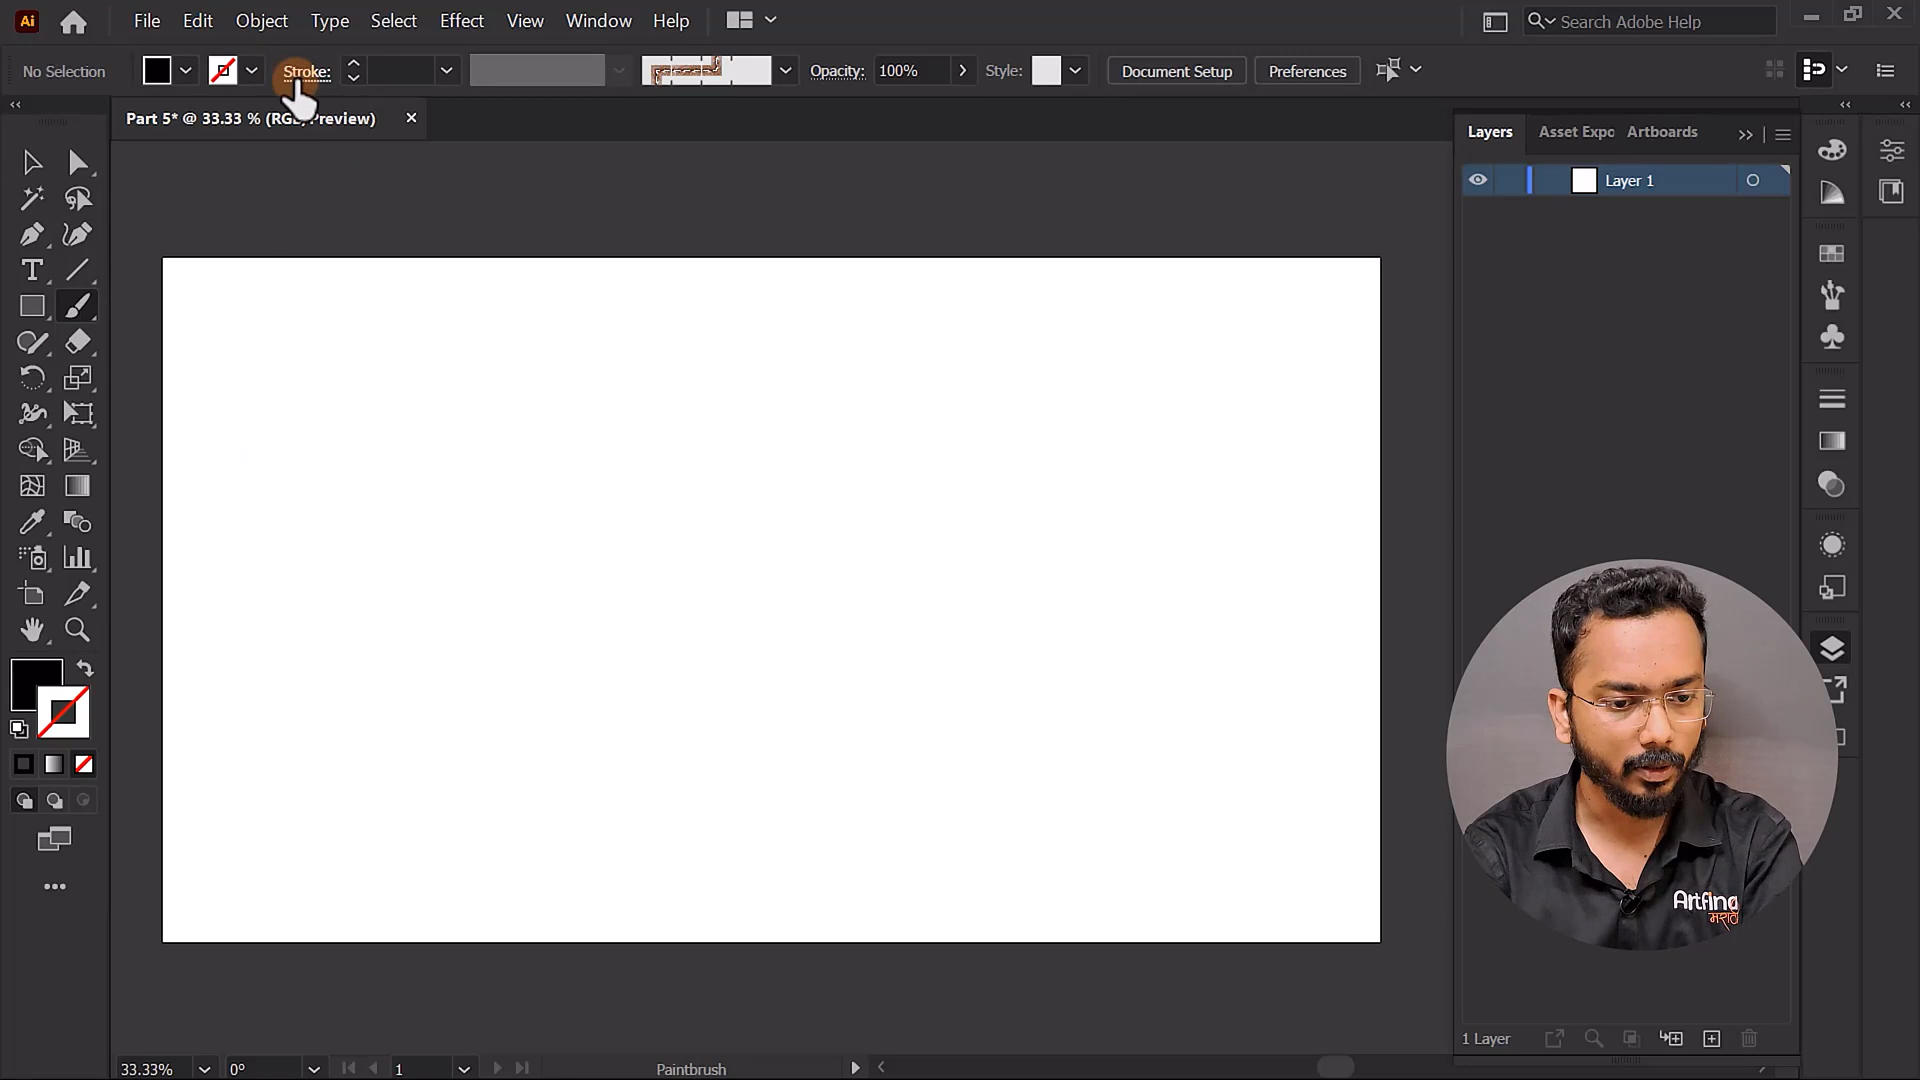 Ai File Edit Object Type Select Effect View Window Help Search Adobe Help
No Selection Stroke: Opacity: 100% Style: Document Setup Preferences
Part 5* @ 33.33 % (RGB/Preview)
Layers Asset Expo Artboards
Layer 1
Artfina
मराठी
1 Layer
33.33% 0° 1 Paintbrush